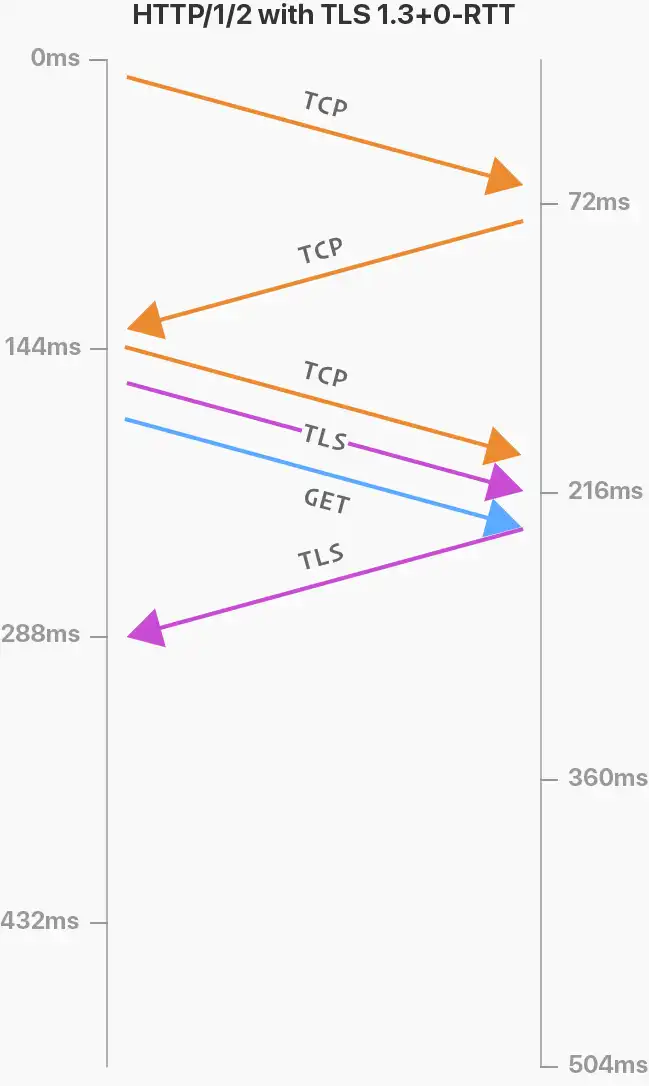 HTTP/1/2 with TLS 1.3+0-RTT
0ms
TCP
72ms
TCP
144ms
TCP
TLS
216ms
GET
TLS
288ms
360ms
432ms
504ms